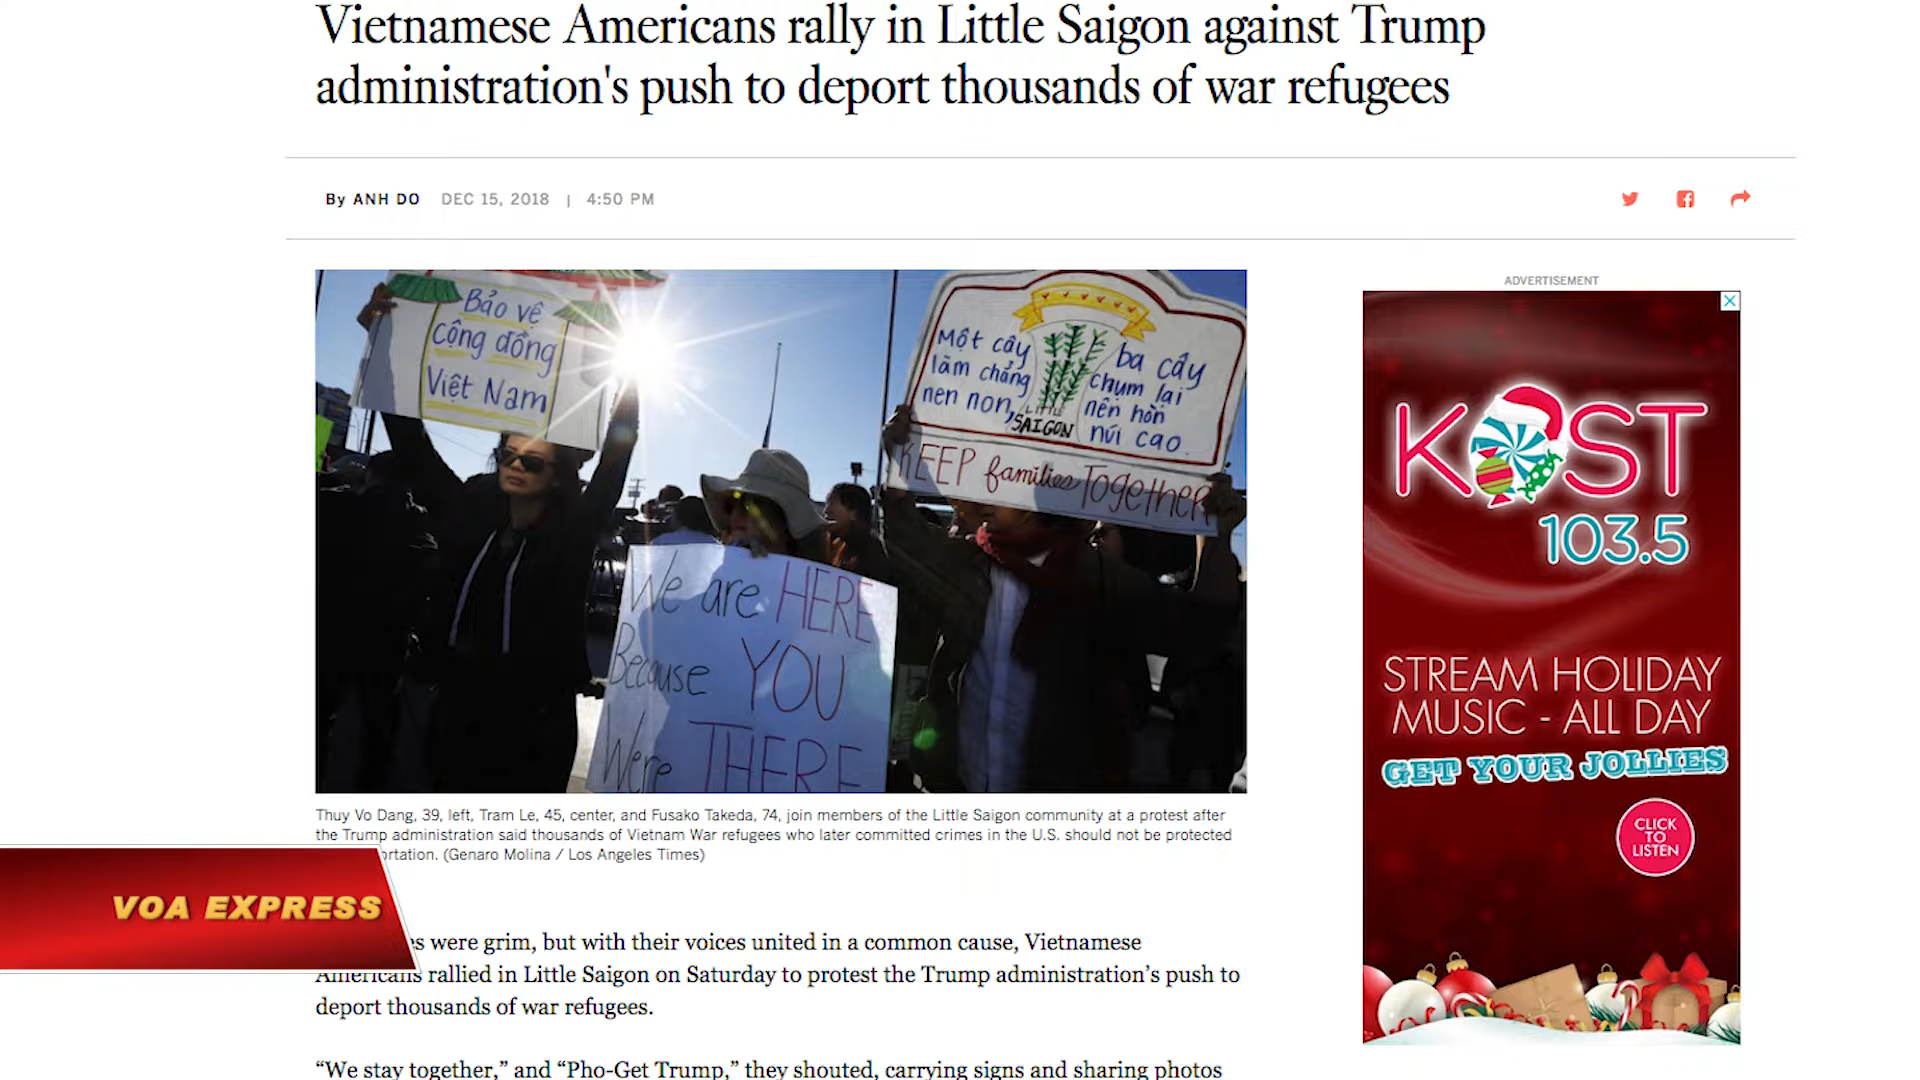 Vietnamese Americans rally in Little Saigon against Trump
administration's push to deport thousands of war refugees
By ANH DO DEC 15, 2018 | 4:50 PM
ADVERTISEMENT
Bảo vệ
cộng đồng
Việt Nam
Một cây
làm chẳng
nen non,
ba cây
chụm lại
nên hòn
núi cao
LITTLE
SAIGON
KEEP families Together
We are HERE
Because YOU
Were THERE
KOST
103.5
STREAM HOLIDAY
MUSIC - ALL DAY
GET YOUR JOLLIES
CLICK
TO
LISTEN
Thuy Vo Dang, 39, left, Tram Le, 45, center, and Fusako Takeda, 74, join members of the Little Saigon community at a protest after
the Trump administration said thousands of Vietnam War refugees who later committed crimes in the U.S. should not be protected
(Genaro Molina / Los Angeles Times)
VOA EXPRESS
were grim, but with their voices united in a common cause, Vietnamese
Americans rallied in Little Saigon on Saturday to protest the Trump administration’s push to
deport thousands of war refugees.
“We stay together,” and “Pho-Get Trump,” they shouted, carrying signs and sharing photos